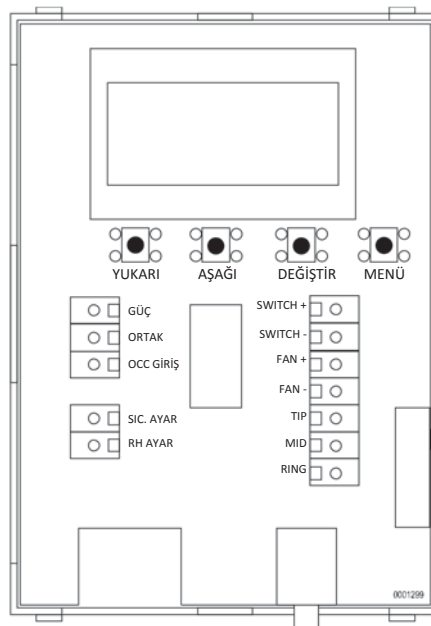 YUKARI
AŞAĞI
DEĞİŞTİR
MENÜ
GÜÇ
ORTAK
OCC GİRİŞ
SIC. AYAR
RH AYAR
SWITCH +
SWITCH -
FAN +
FAN -
TIP
MID
RING
0001299